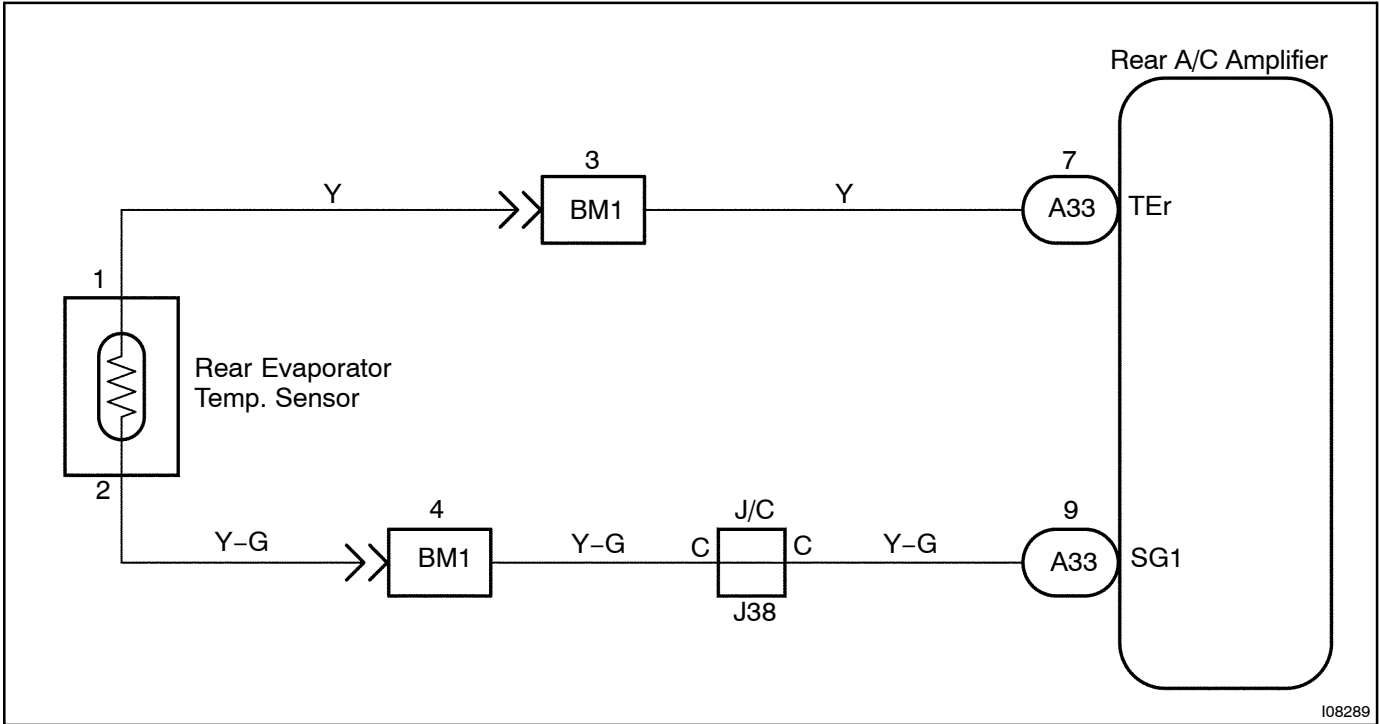 Rear A/C Amplifier
3
7
Y
BM1
Y
A33
TEr
1
Rear Evaporator
Temp. Sensor
2
4
J/C
9
Y–G
BM1
Y–G
C
C
Y–G
A33
SG1
J38
I08289